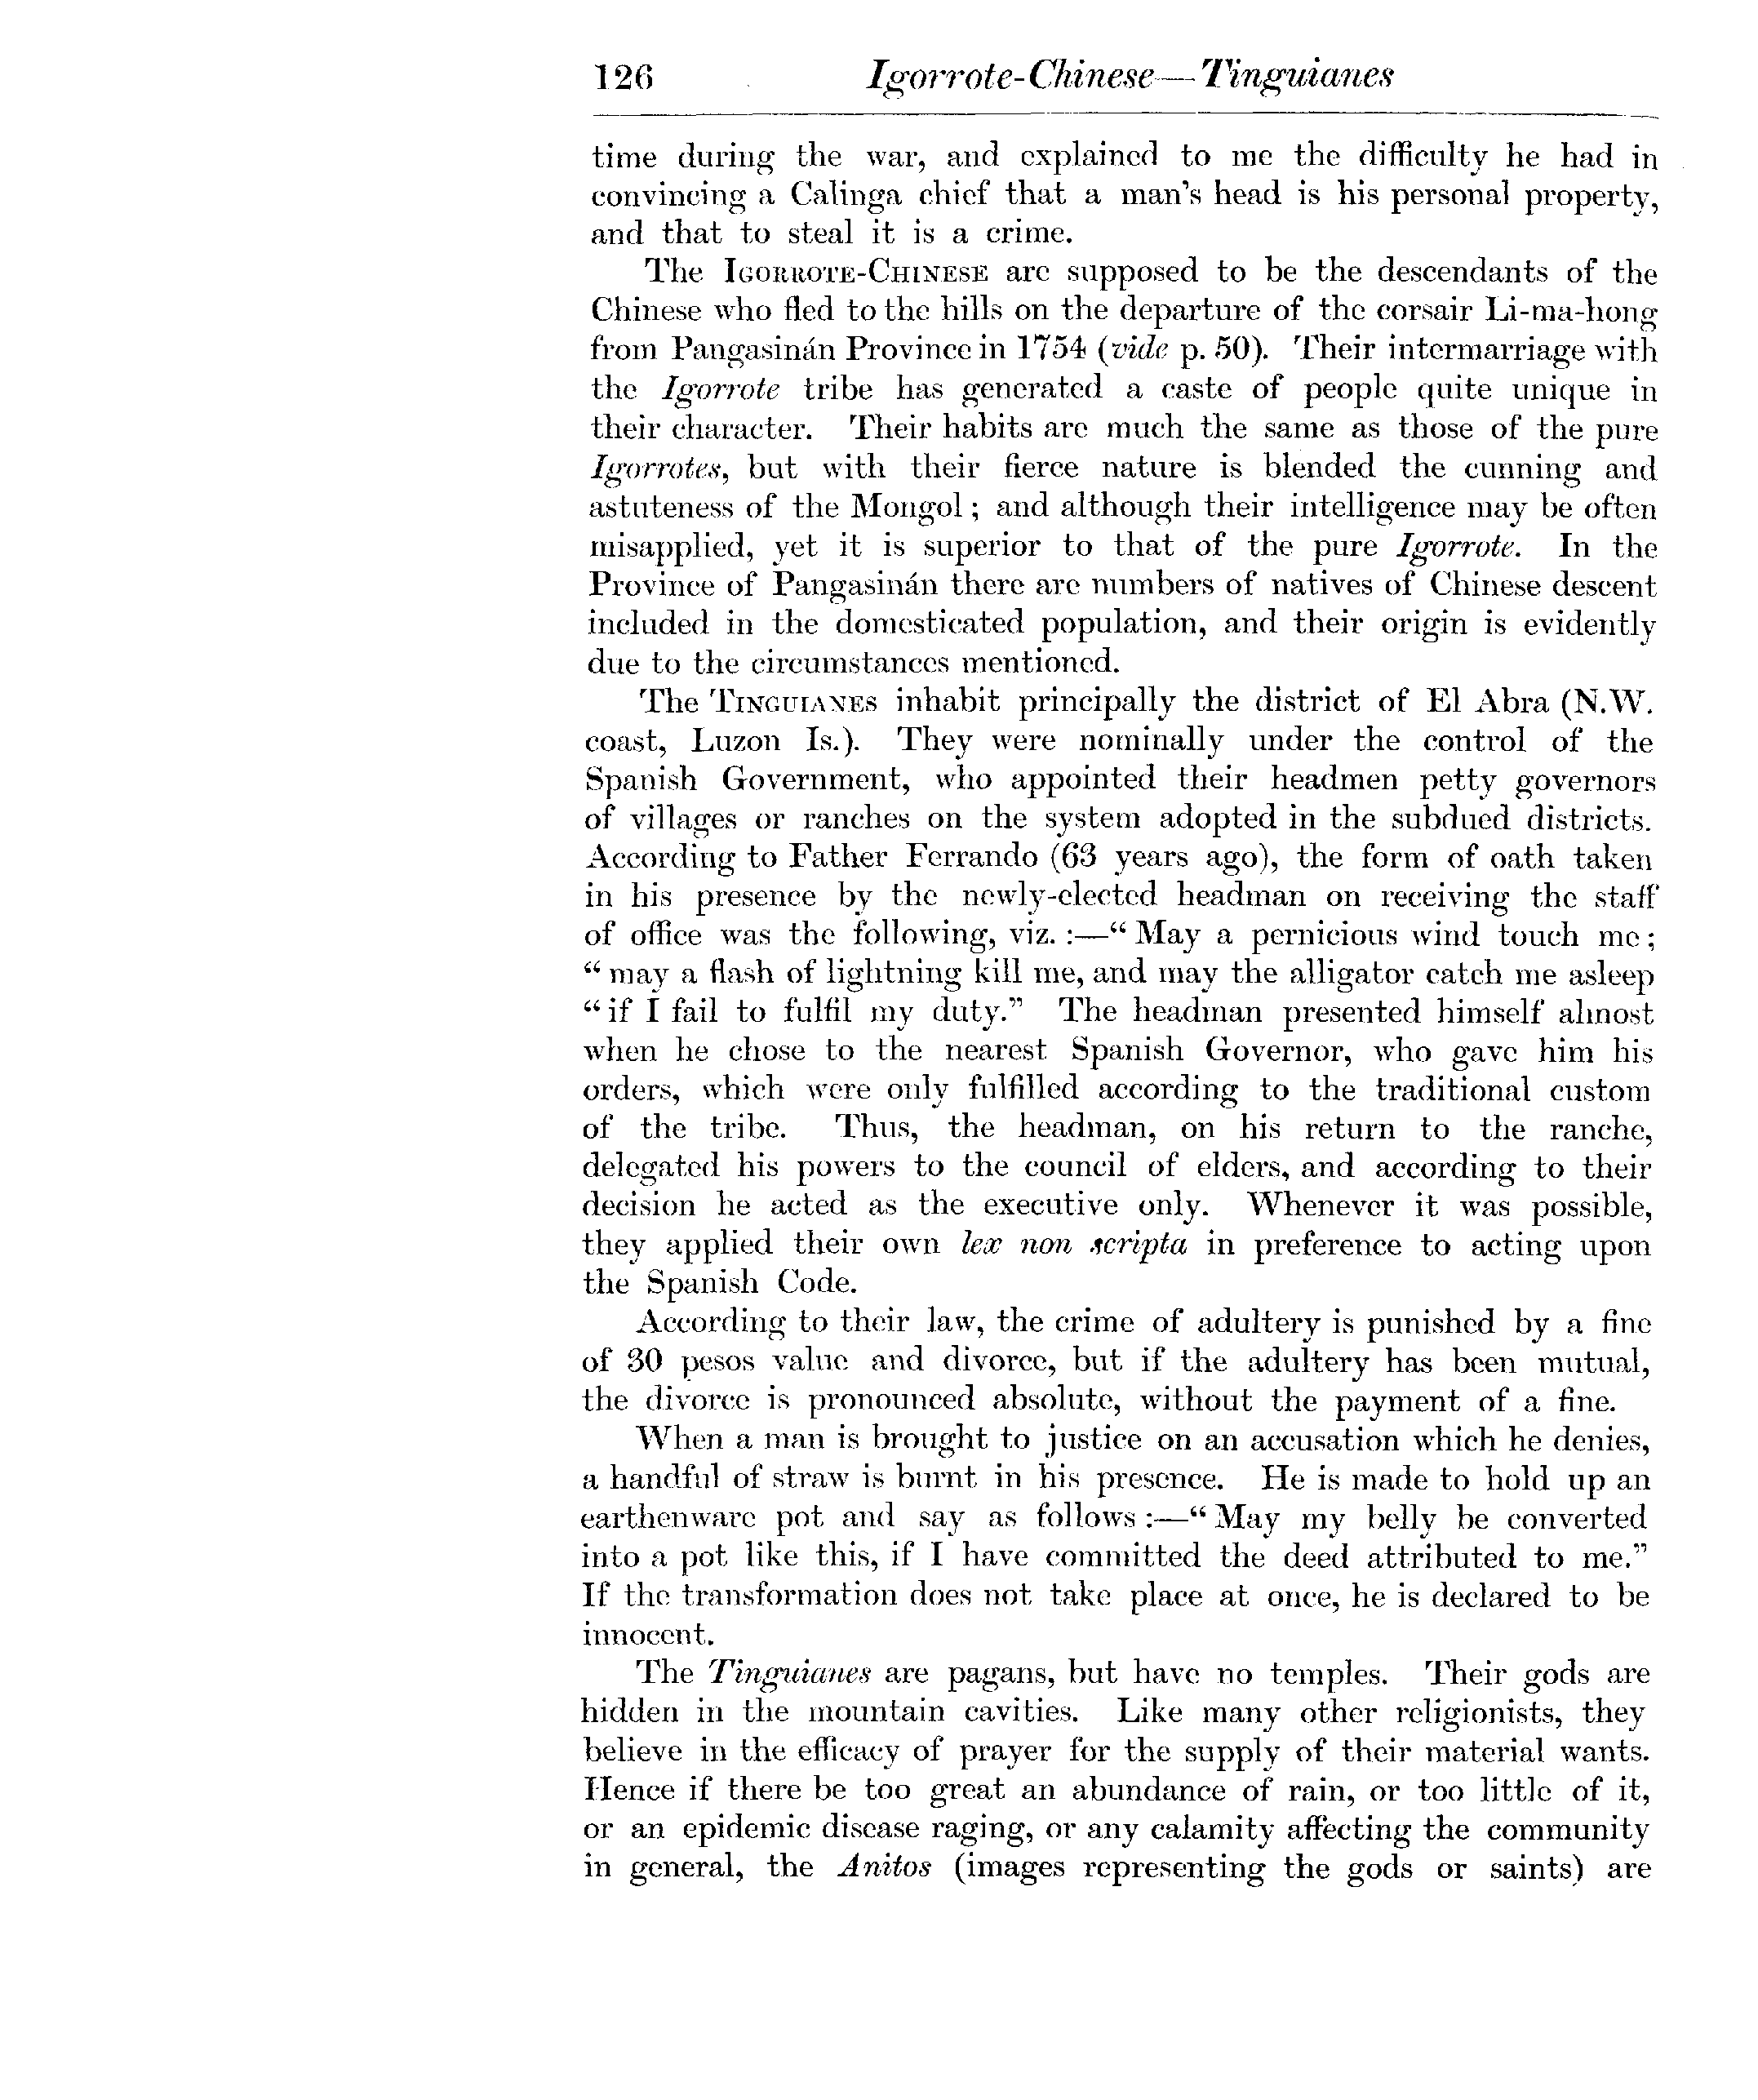 126 Igorrote-Chinese—Tinguianes
time during the war, and explained to me the difficulty he had in
convincing a Calinga chief that a man's head is his personal property,
and that to steal it is a crime.
The IGORROTE-CHINESE are supposed to be the descendants of the
Chinese who fled to the hills on the departure of the corsair Li-ma-hong
from Pangasinán Province in 1754 (vide p. 50). Their intermarriage with
the Igorrote tribe has generated a caste of people quite unique in
their character. Their habits are much the same as those of the pure
Igorrotes, but with their fierce nature is blended the cunning and
astuteness of the Mongol; and although their intelligence may be often
misapplied, yet it is superior to that of the pure Igorrote. In the
Province of Pangasinán there are numbers of natives of Chinese descent
included in the domesticated population, and their origin is evidently
due to the circumstances mentioned.
The TINGUIANES inhabit principally the district of El Abra (N.W.
coast, Luzon Is.). They were nominally under the control of the
Spanish Government, who appointed their headmen petty governors
of villages or ranches on the system adopted in the subdued districts.
According to Father Ferrando (63 years ago), the form of oath taken
in his presence by the newly-elected headman on receiving the staff
of office was the following, viz. :—“ May a pernicious wind touch me;
“ may a flash of lightning kill me, and may the alligator catch me asleep
“ if I fail to fulfil my duty.” The headman presented himself almost
when he chose to the nearest Spanish Governor, who gave him his
orders, which were only fulfilled according to the traditional custom
of the tribe. Thus, the headman, on his return to the ranche,
delegated his powers to the council of elders, and according to their
decision he acted as the executive only. Whenever it was possible,
they applied their own lex non scripta in preference to acting upon
the Spanish Code.
According to their law, the crime of adultery is punished by a fine
of 30 pesos value and divorce, but if the adultery has been mutual,
the divorce is pronounced absolute, without the payment of a fine.
When a man is brought to justice on an accusation which he denies,
a handful of straw is burnt in his presence. He is made to hold up an
earthenware pot and say as follows :—“ May my belly be converted
into a pot like this, if I have committed the deed attributed to me.”
If the transformation does not take place at once, he is declared to be
innocent.
The Tinguianes are pagans, but have no temples. Their gods are
hidden in the mountain cavities. Like many other religionists, they
believe in the efficacy of prayer for the supply of their material wants.
Hence if there be too great an abundance of rain, or too little of it,
or an epidemic disease raging, or any calamity affecting the community
in general, the Anitos (images representing the gods or saints) are